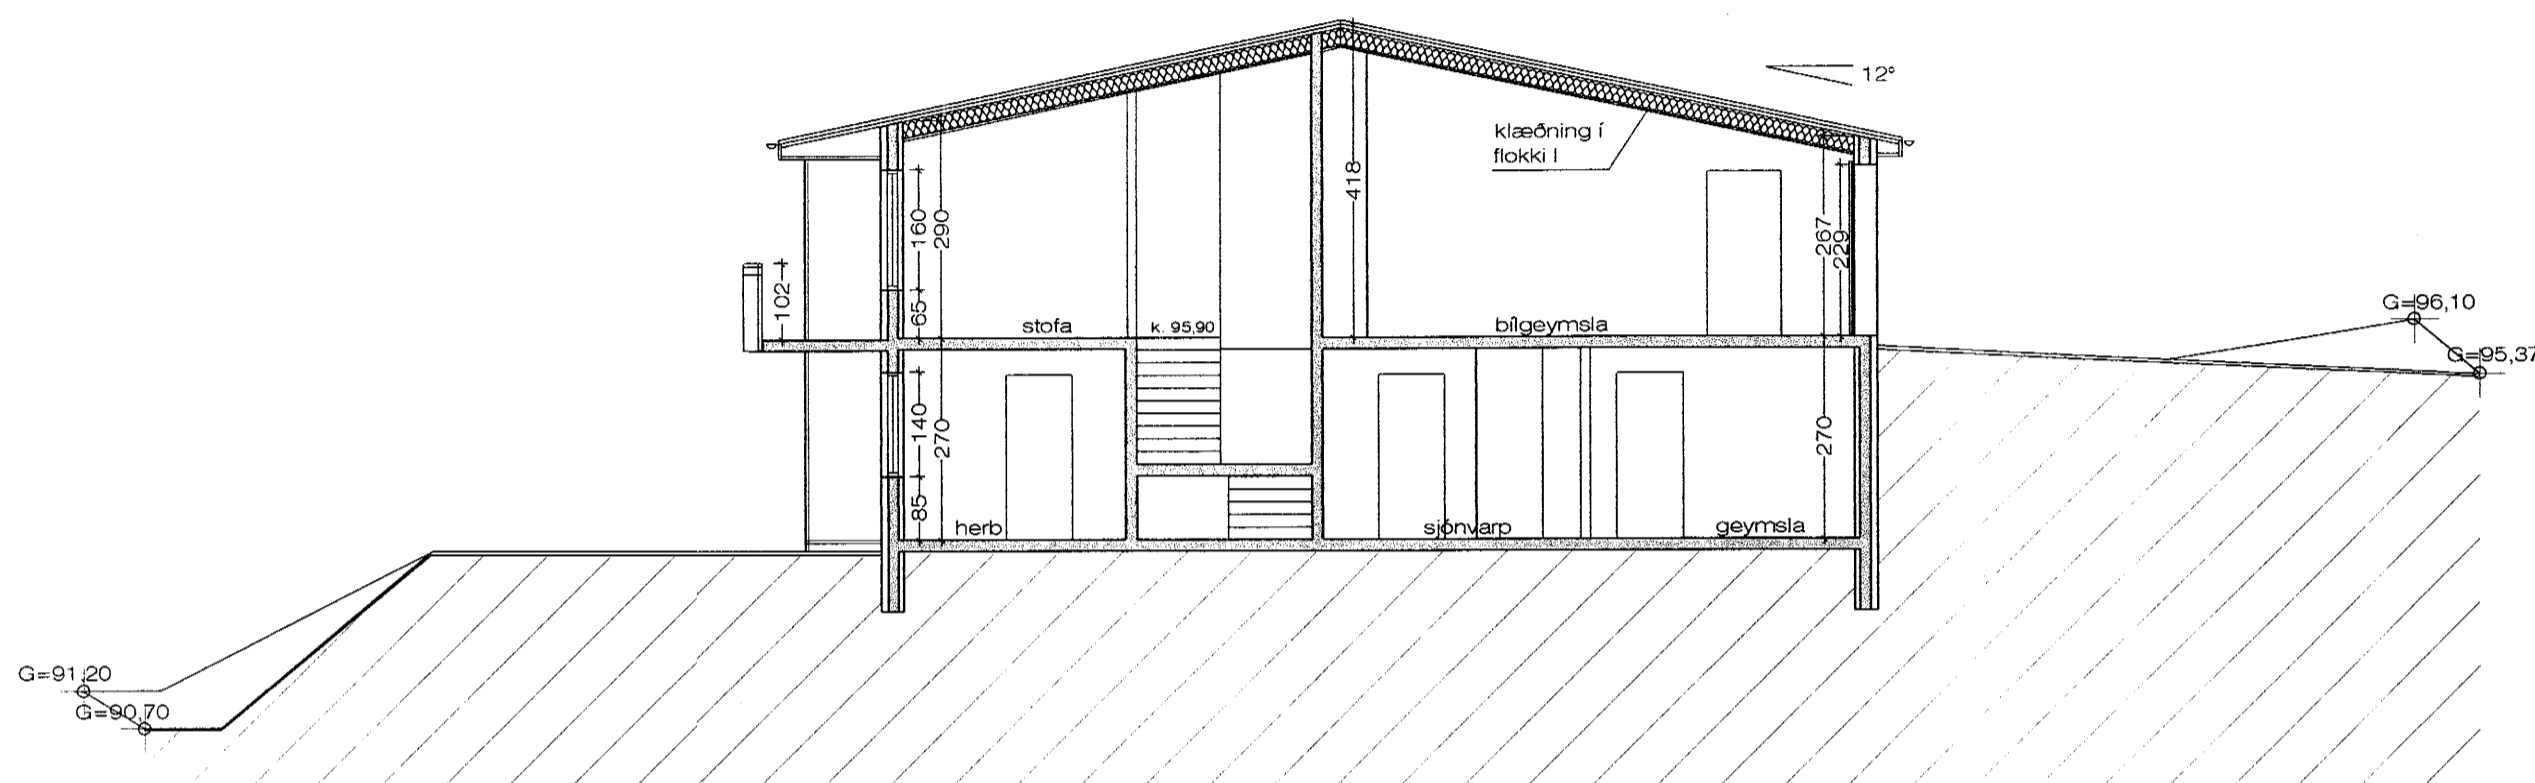 12°
klæðning í
flokki I
418
160
290
267
229
102
65
stofa
k. 95,90
bílgeymsla
G=96,10
G=95,37
140
270
270
85
herb
sjónvarp
geymsla
G=91,20
G=90,70